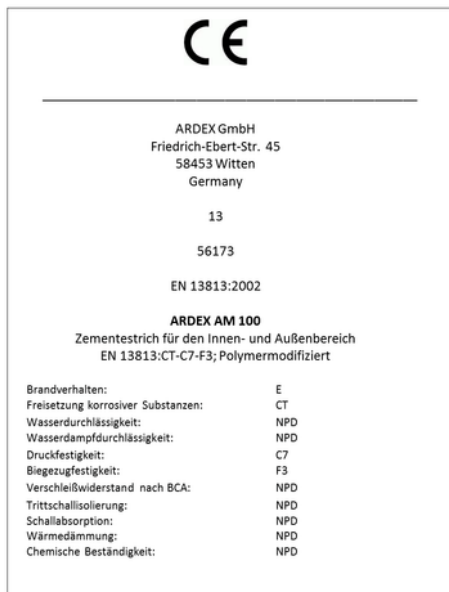 CE
ARDEX GmbH
Friedrich-Ebert-Str. 45
58453 Witten
Germany
13
56173
EN 13813:2002
ARDEX AM 100
Zementestrich für den Innen- und Außenbereich
EN 13813:CT-C7-F3; Polymermodifiziert
Brandverhalten: E
Freisetzung korrosiver Substanzen: CT
Wasserdurchlässigkeit: NPD
Wasserdampfdurchlässigkeit: NPD
Druckfestigkeit: C7
Biegezugfestigkeit: F3
Verschleißwiderstand nach BCA: NPD
Trittschallisolierung: NPD
Schallabsorption: NPD
Wärmedämmung: NPD
Chemische Beständigkeit: NPD